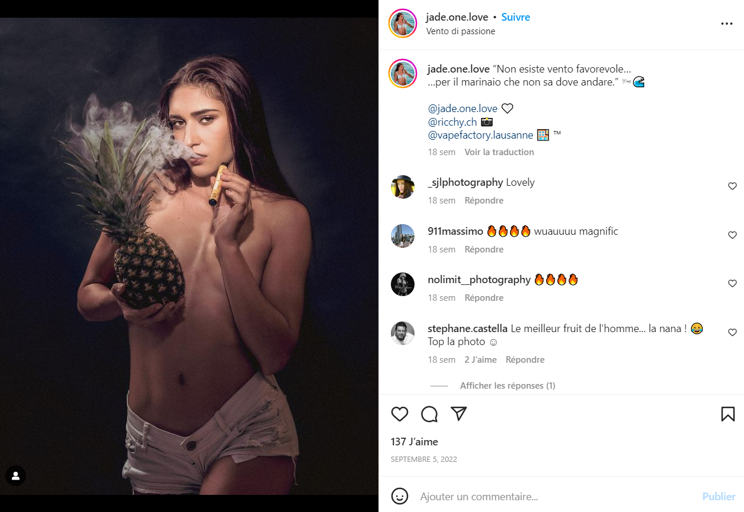 jade.one.love • Suivre
Vento di passione
jade.one.love "Non esiste vento favorevole...
...per il marinaio che non sa dove andare." 🌬️🌊
@jade.one.love 🤍
@ricchy.ch 📸
@vapefactory.lausanne 🏪 ™
18 sem Voir la traduction
_sjlphotography Lovely
18 sem Répondre
911massimo 🔥🔥🔥🔥 wuauuuu magnific
18 sem Répondre
nolimit__photography 🔥🔥🔥🔥
18 sem Répondre
stephane.castella Le meilleur fruit de l'homme... la nana ! 😂
Top la photo ☺
18 sem 2 J'aime Répondre
Afficher les réponses (1)
137 J'aime
SEPTEMBRE 5, 2022
Ajouter un commentaire... Publier